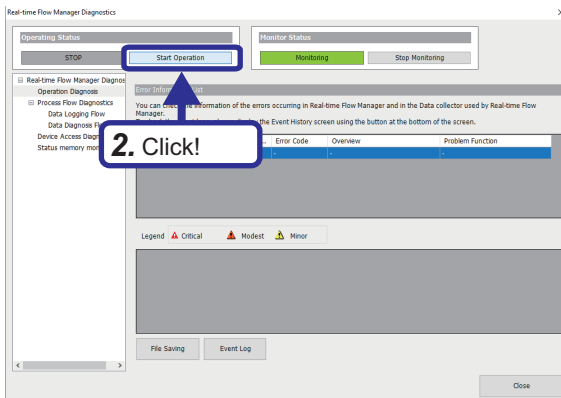 Real-time Flow Manager Diagnostics
Operating Status
Monitor Status
STOP
Start Operation
Monitoring
Stop Monitoring
Real-time Flow Manager Diagnos
Operation Diagnosis
Process Flow Diagnostics
Data Logging Flow
Data Diagnosis Fl
Device Access Diagn
Status memory mon
Error Information List
You can check the information of the errors occurring in Real-time Flow Manager and in the Data collector used by Real-time Flow
Manager.
the Event History screen using the button at the bottom of the screen.
... Error Code Overview Problem Function
- - -
2. Click!
Legend Critical Modest Minor
File Saving Event Log
Close